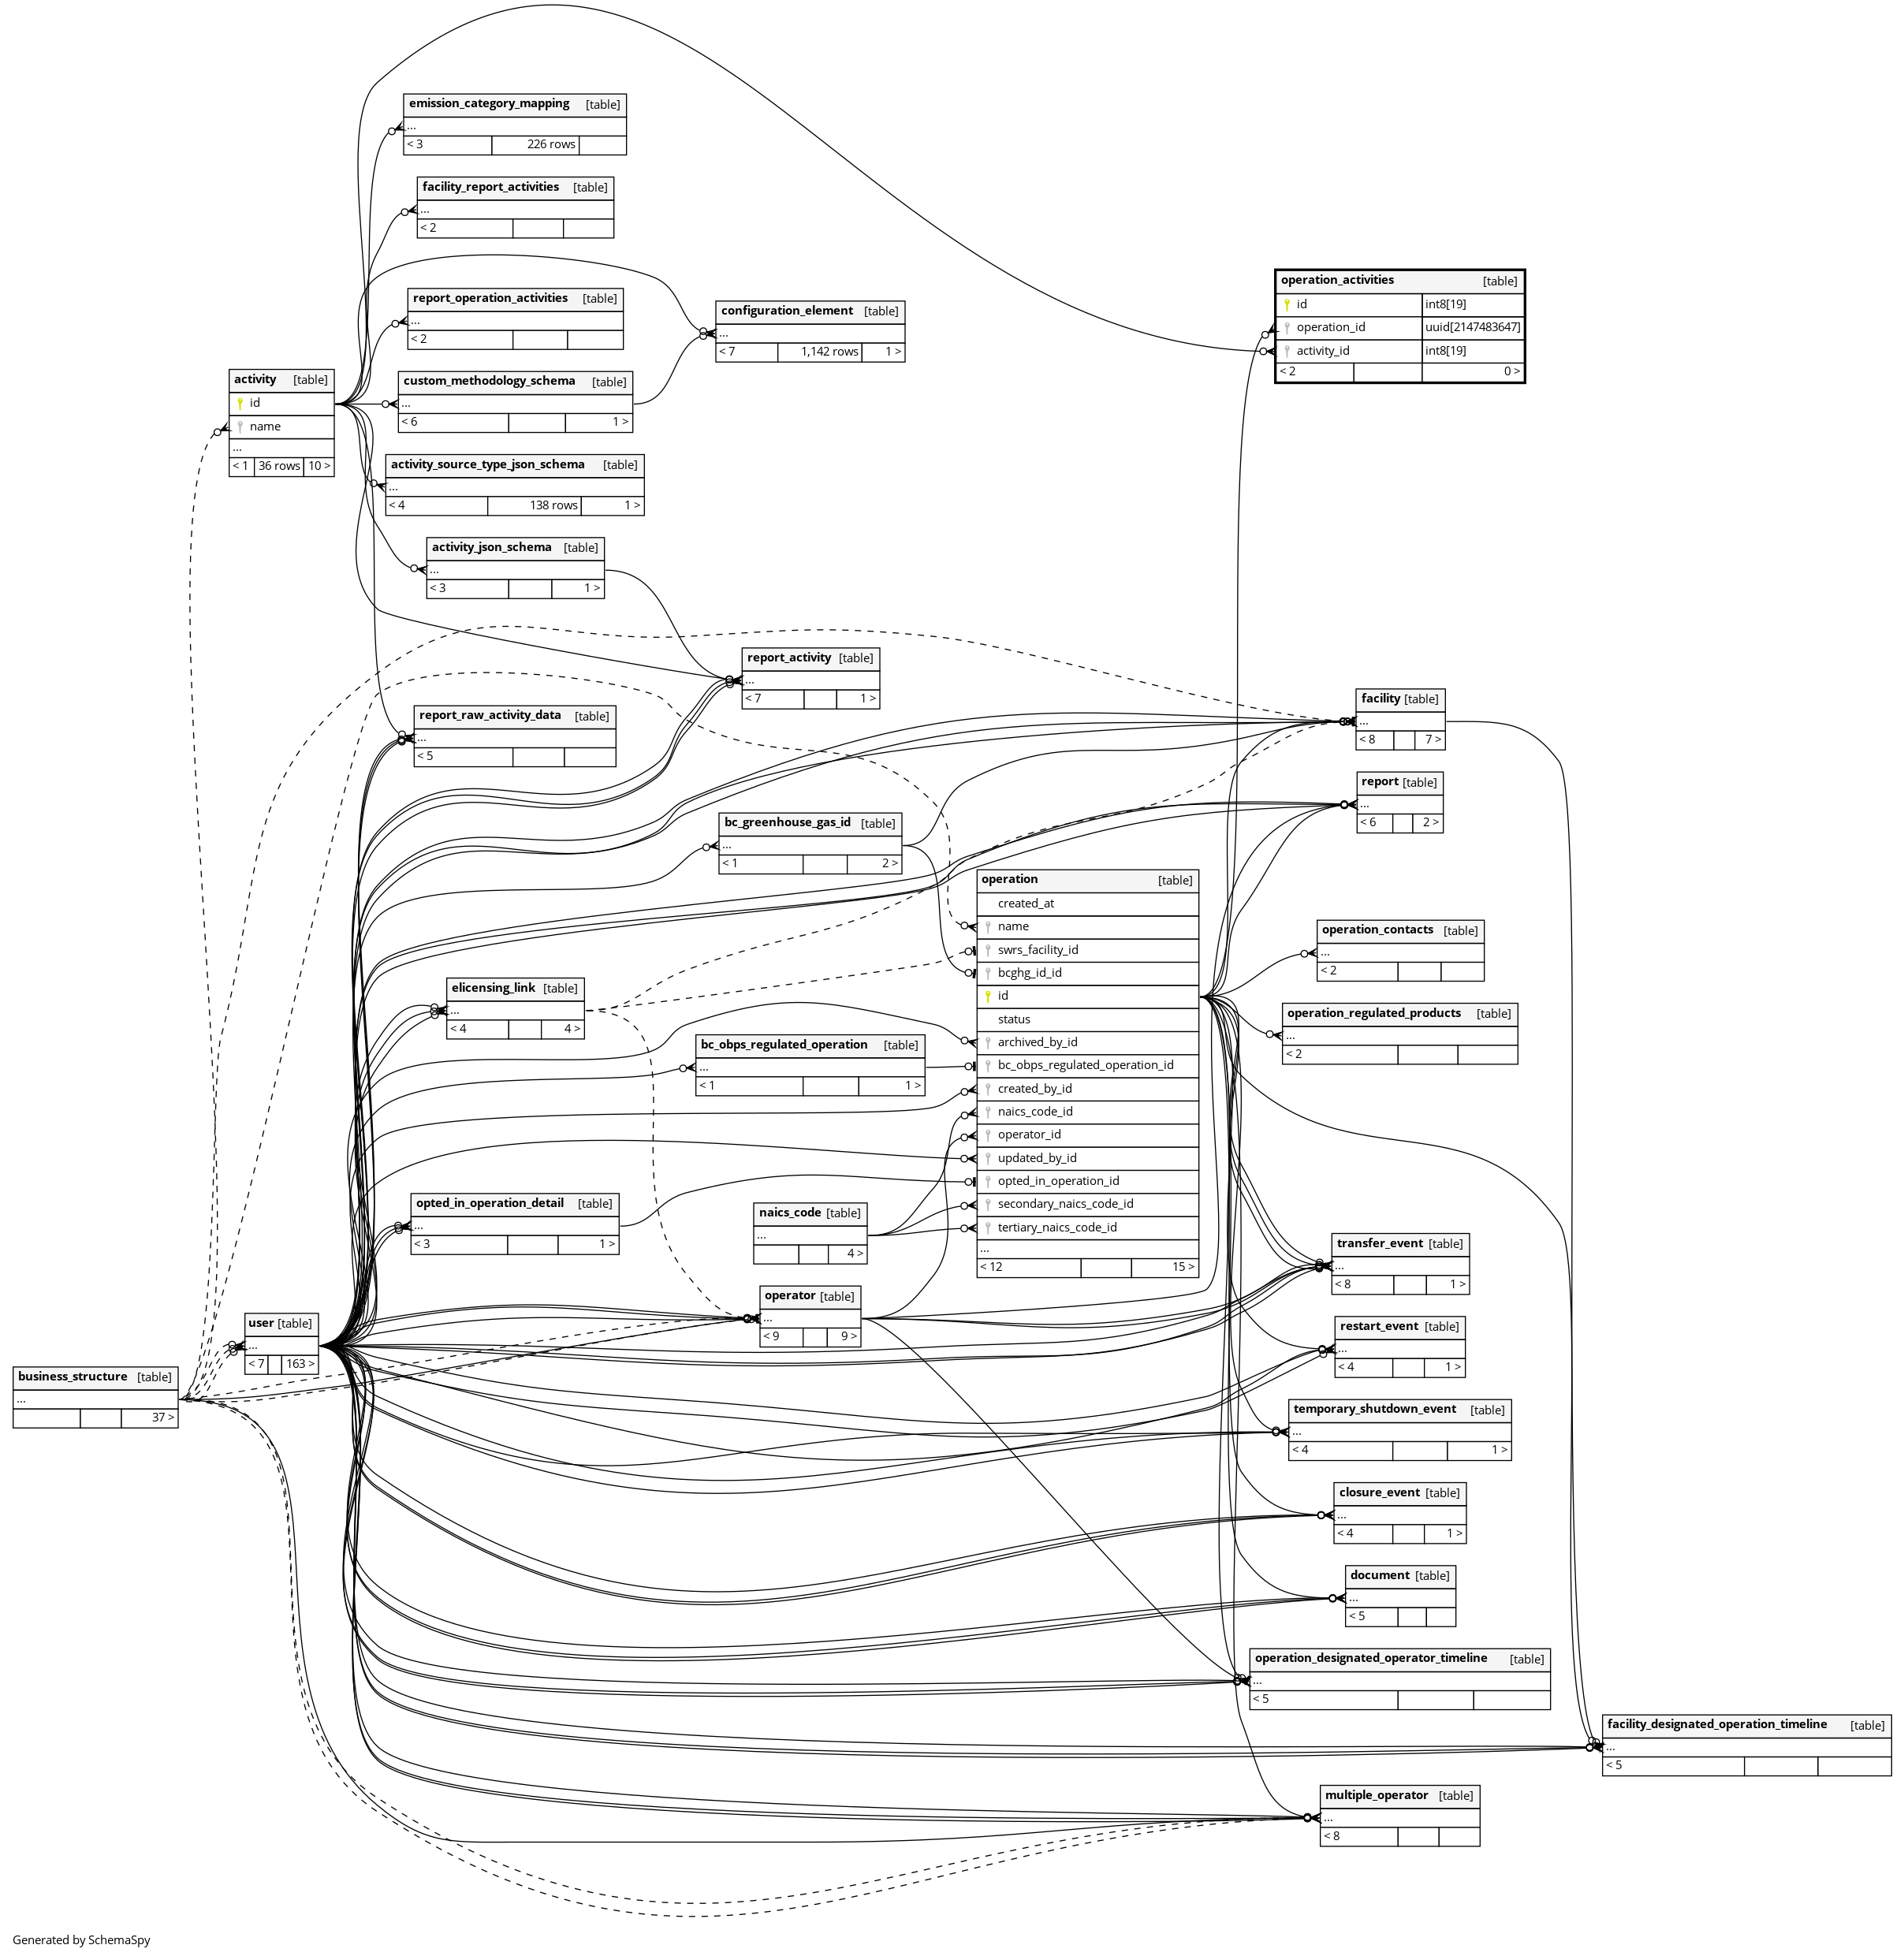 emission_category_mapping [table]
...
< 3 226 rows
facility_report_activities [table]
...
< 2
operation_activities [table]
id int8[19]
operation_id uuid[2147483647]
activity_id int8[19]
< 2 0 >
report_operation_activities [table]
...
< 2
configuration_element [table]
...
< 7 1,142 rows 1 >
activity [table]
id
name
...
< 1 36 rows 10 >
custom_methodology_schema [table]
...
< 6 1 >
activity_source_type_json_schema [table]
...
< 4 138 rows 1 >
activity_json_schema [table]
...
< 3 1 >
report_activity [table]
...
< 7 1 >
facility [table]
...
< 8 7 >
report_raw_activity_data [table]
...
< 5
report [table]
...
< 6 2 >
bc_greenhouse_gas_id [table]
...
< 1 2 >
operation [table]
created_at
name
swrs_facility_id
bcghg_id_id
id
status
archived_by_id
bc_obps_regulated_operation_id
created_by_id
naics_code_id
operator_id
updated_by_id
opted_in_operation_id
secondary_naics_code_id
tertiary_naics_code_id
...
< 12 15 >
operation_contacts [table]
...
< 2
elicensing_link [table]
...
< 4 4 >
operation_regulated_products [table]
...
< 2
bc_obps_regulated_operation [table]
...
< 1 1 >
opted_in_operation_detail [table]
...
< 3 1 >
naics_code [table]
...
4 >
transfer_event [table]
...
< 8 1 >
operator [table]
...
< 9 9 >
user [table]
...
< 7 163 >
restart_event [table]
...
< 4 1 >
business_structure [table]
...
37 >
temporary_shutdown_event [table]
...
< 4 1 >
closure_event [table]
...
< 4 1 >
document [table]
...
< 5
operation_designated_operator_timeline [table]
...
< 5
facility_designated_operation_timeline [table]
...
< 5
multiple_operator [table]
...
< 8
Generated by SchemaSpy